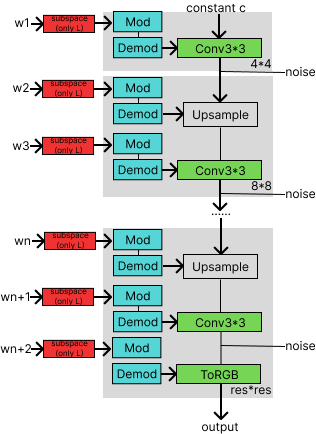 constant c
w1
subspace
(only L)
Mod
Demod
Conv3*3
4*4
noise
w2
subspace
(only L)
Mod
Demod
Upsample
w3
subspace
(only L)
Mod
Demod
Conv3*3
8*8
noise
......
wn
subspace
(only L)
Mod
Demod
Upsample
wn+1
subspace
(only L)
Mod
Demod
Conv3*3
noise
wn+2
subspace
(only L)
Mod
Demod
ToRGB
res*res
output